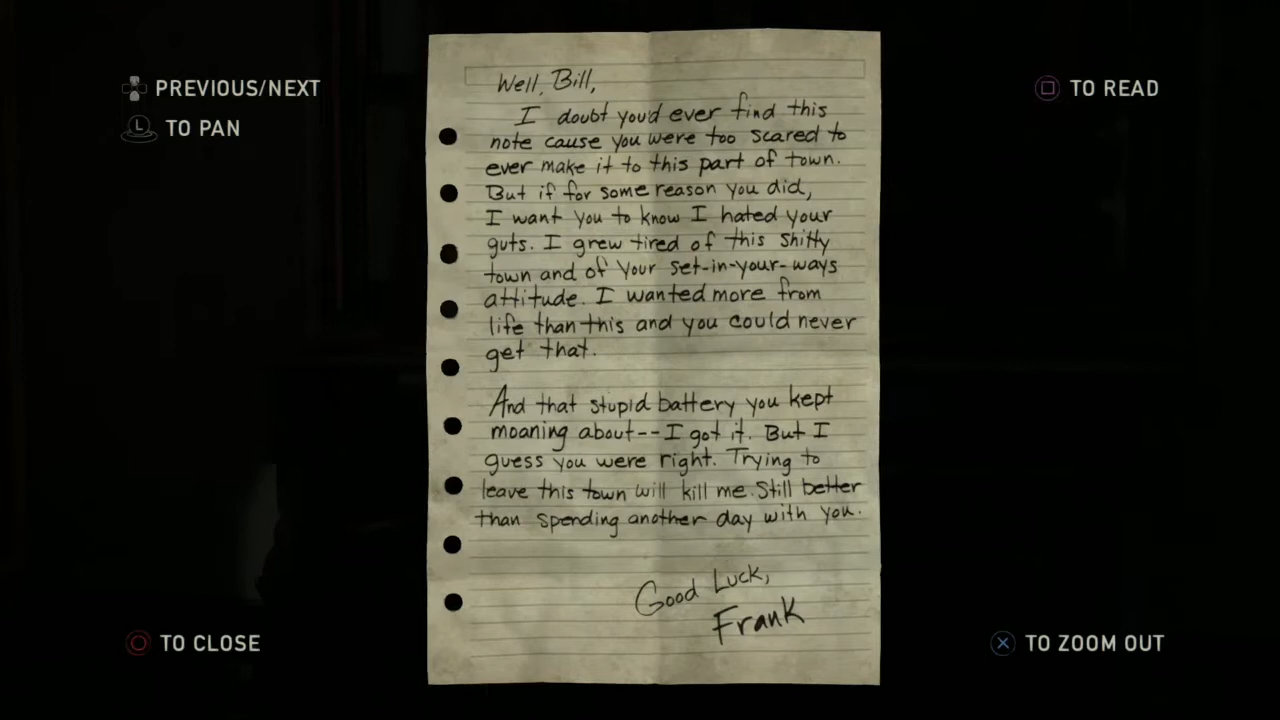 PREVIOUS/NEXT
L TO PAN
TO READ
Well, Bill,
I doubt you'd ever find this
note cause you were too scared to
ever make it to this part of town.
But if for some reason you did,
I want you to know I hated your
guts. I grew tired of this shitty
town and of your set-in-your-ways
attitude. I wanted more from
life than this and you could never
get that.
And that stupid battery you kept
moaning about--I got it. But I
guess you were right. Trying to
leave this town will kill me. Still better
than spending another day with you.
Good Luck,
Frank
TO CLOSE
TO ZOOM OUT